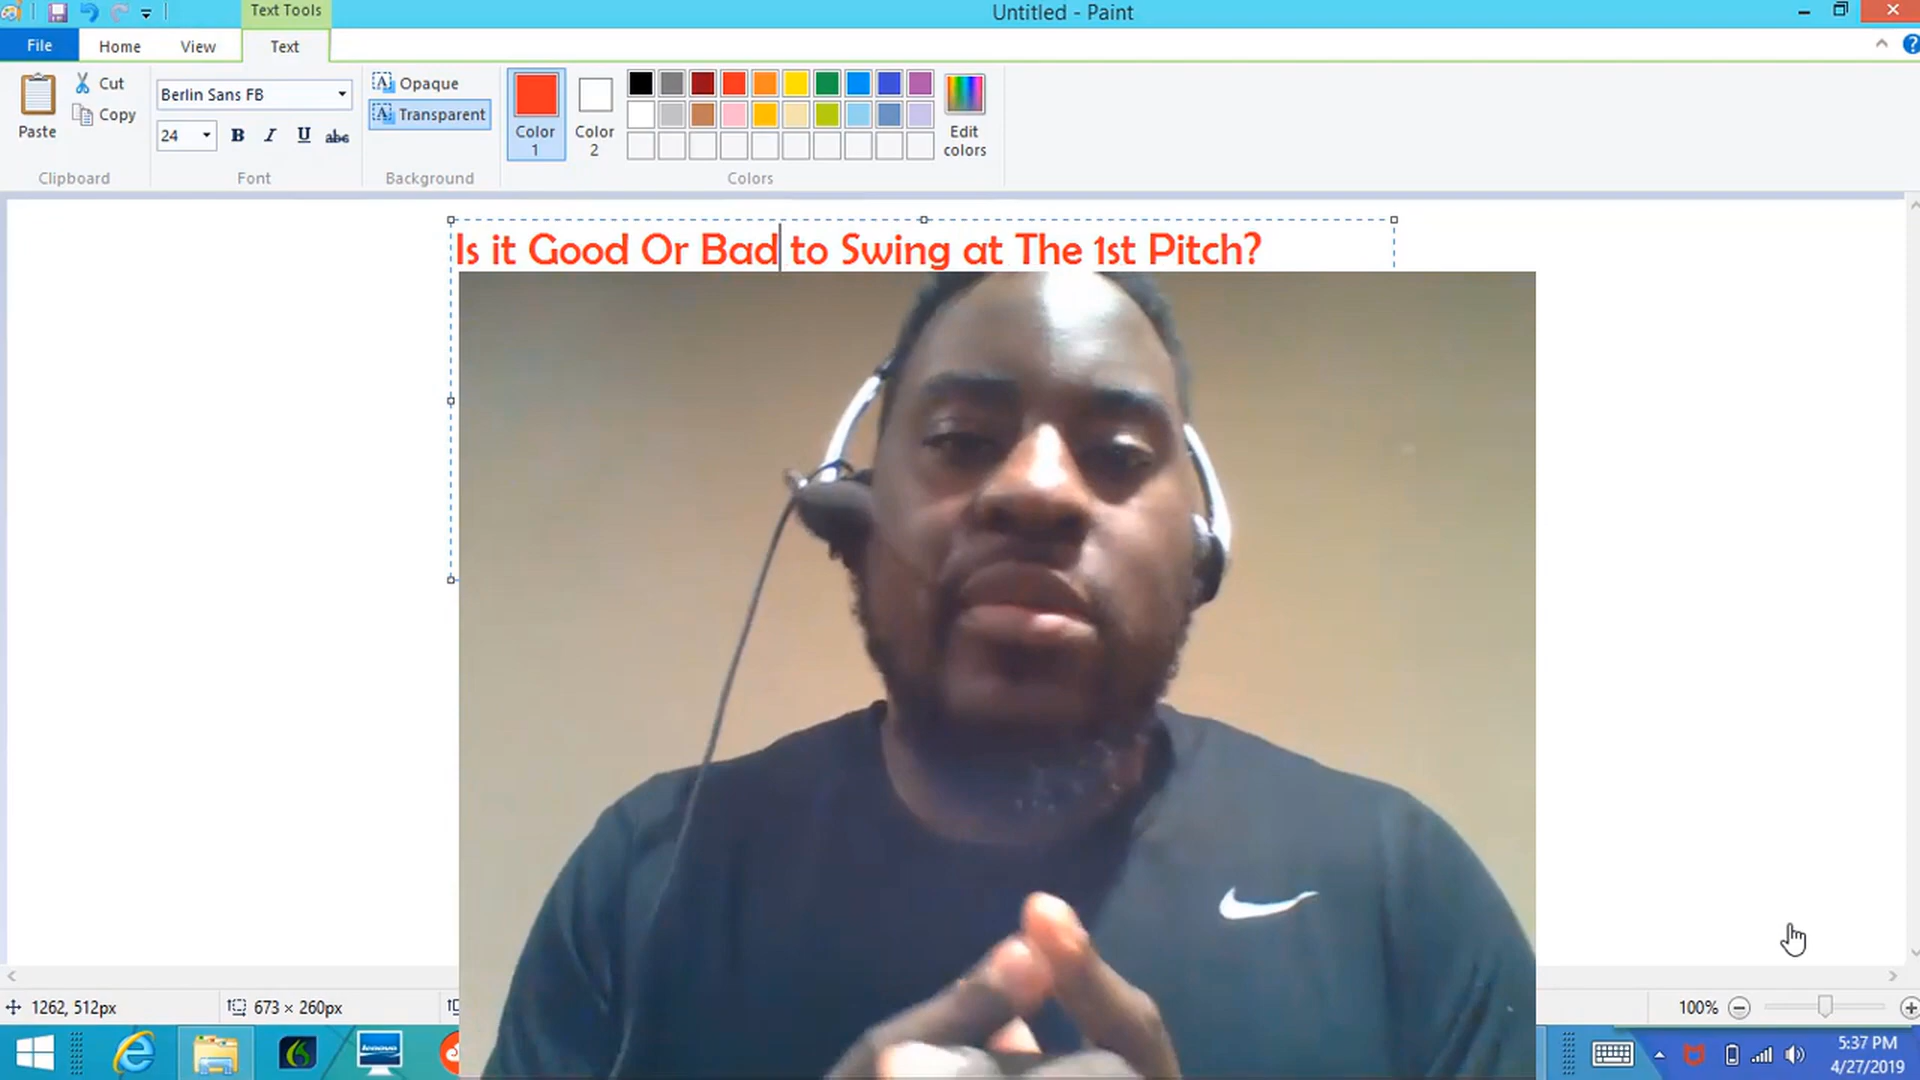 Text Tools
Untitled - Paint
File
Home
View
Text
Paste
Cut
Copy
Clipboard
Berlin Sans FB
24
B
I
U
abc
Font
A
Opaque
A
Transparent
Background
Color
1
Color
2
Colors
Edit
colors
?
Is it Good Or Bad to Swing at The 1st Pitch?
1262, 512px
673 × 260px
100%
lenovo
5:37 PM
4/27/2019